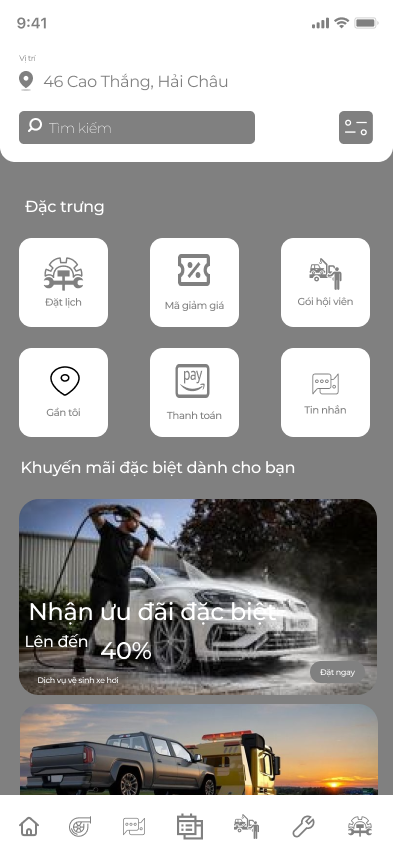 9:41
Vị trí
46 Cao Thắng, Hải Châu
Tìm kiếm
Đặc trưng
Đặt lịch
Mã giảm giá
Gói hội viên
pay
Gần tôi
Thanh toán
Tin nhắn
Khuyến mãi đặc biệt dành cho bạn
Nhận ưu đãi đặc biệt
Lên đến 40%
Dịch vụ vệ sinh xe hơi
Đặt ngay